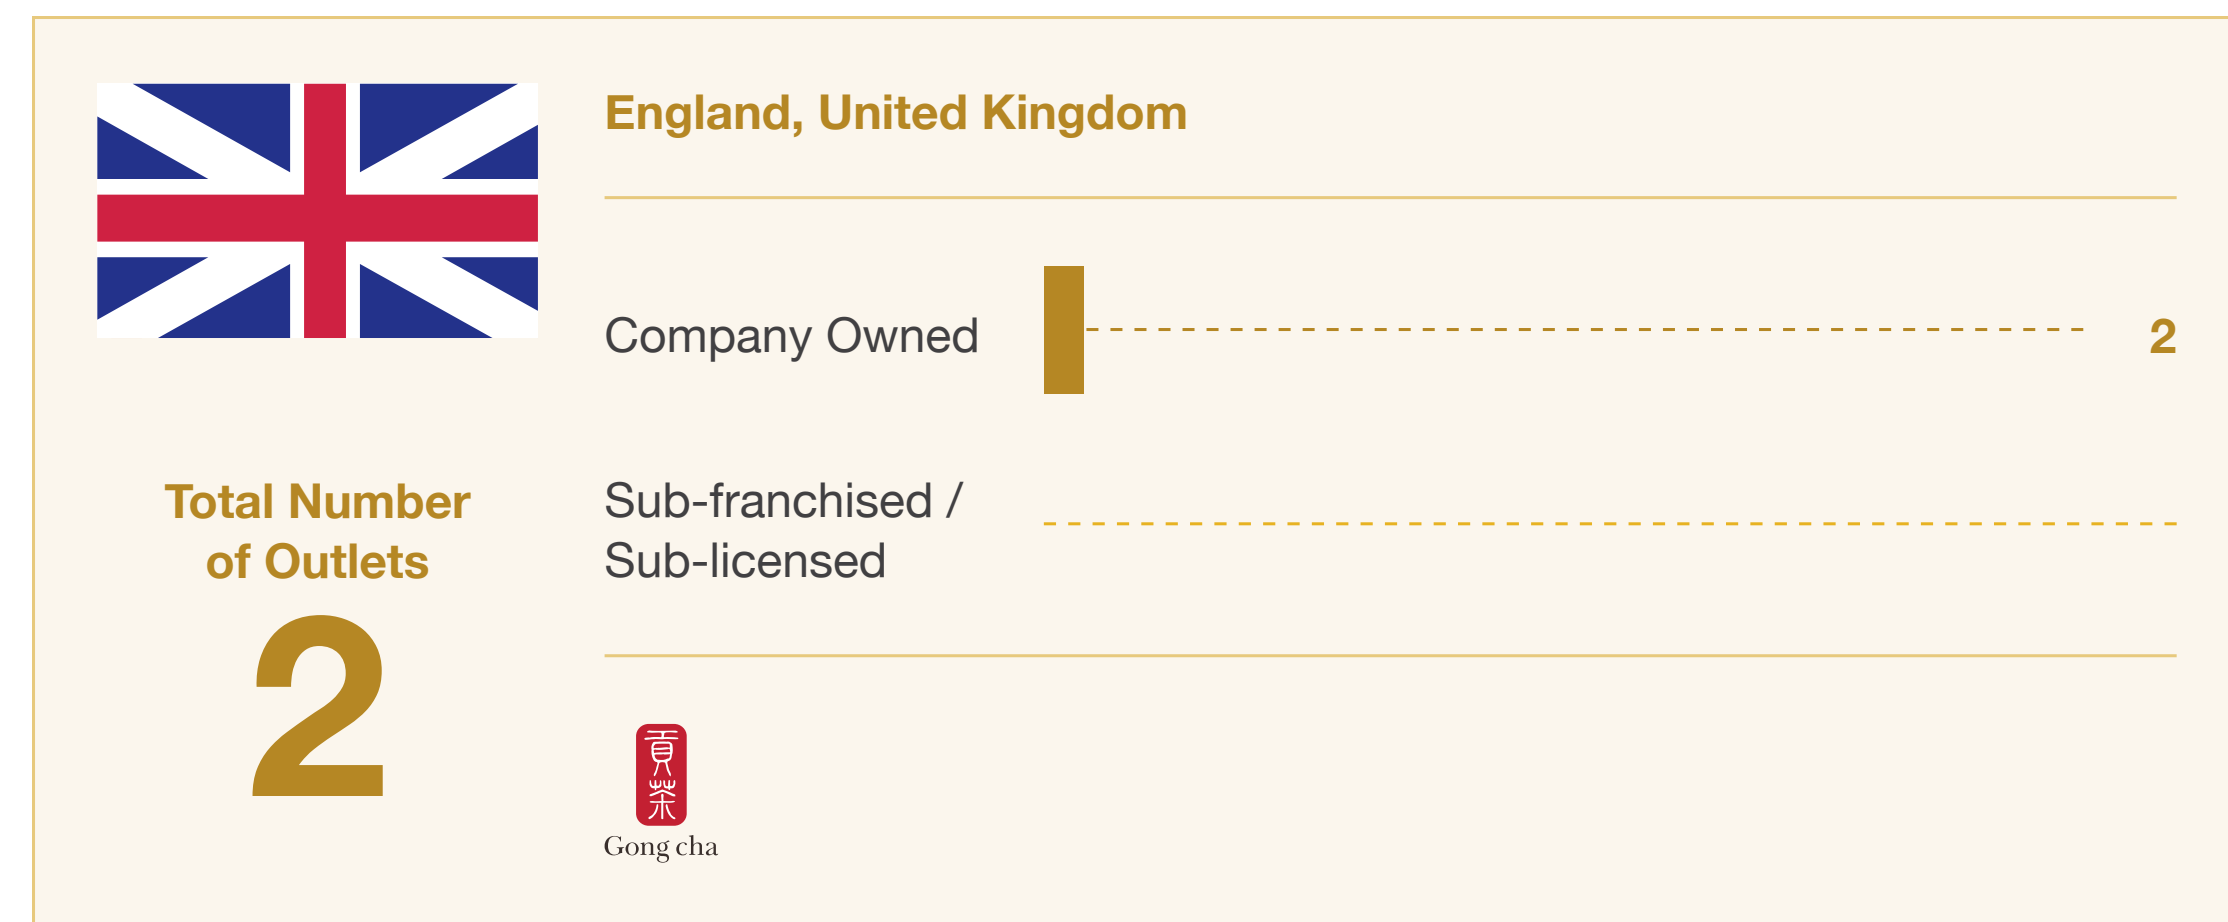 England, United Kingdom
Company Owned 2
Sub-franchised /
Sub-licensed
Total Number
of Outlets
2
貢茶
Gong cha